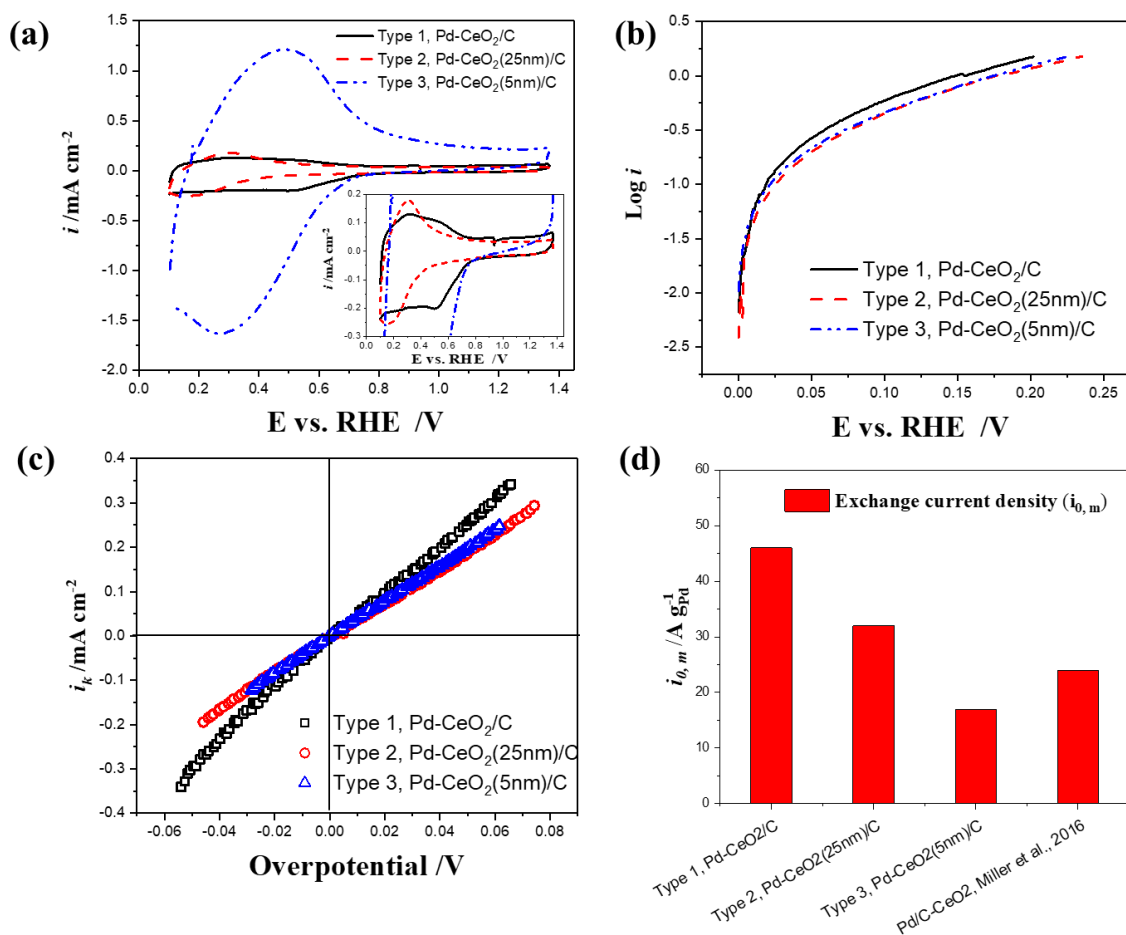 (a)
i /mA cm-2
1.5
1.0
0.5
0.0
-0.5
-1.0
-1.5
-2.0
0.0 0.2 0.4 0.6 0.8 1.0 1.2 1.4
E vs. RHE /V
Type 1, Pd-CeO2/C
Type 2, Pd-CeO2(25nm)/C
Type 3, Pd-CeO2(5nm)/C
i /mA cm-2
0.2
0.1
0.0
-0.1
-0.2
-0.3
0.0 0.2 0.4 0.6 0.8 1.0 1.2 1.4
E vs. RHE /V
(b)
Log i
0.5
0.0
-0.5
-1.0
-1.5
-2.0
-2.5
0.00 0.05 0.10 0.15 0.20 0.25
E vs. RHE /V
Type 1, Pd-CeO2/C
Type 2, Pd-CeO2(25nm)/C
Type 3, Pd-CeO2(5nm)/C
(c)
ik /mA cm-2
0.4
0.3
0.2
0.1
0.0
-0.1
-0.2
-0.3
-0.4
-0.06 -0.04 -0.02 0.00 0.02 0.04 0.06 0.08
Overpotential /V
Type 1, Pd-CeO2/C
Type 2, Pd-CeO2(25nm)/C
Type 3, Pd-CeO2(5nm)/C
(d)
i0, m / A g-1Pd
60
50
40
30
20
10
0
Exchange current density (i0, m)
Type 1, Pd-CeO2/C
Type 2, Pd-CeO2(25nm)/C
Type 3, Pd-CeO2(5nm)/C
Pd/C-CeO2, Miller et al., 2016